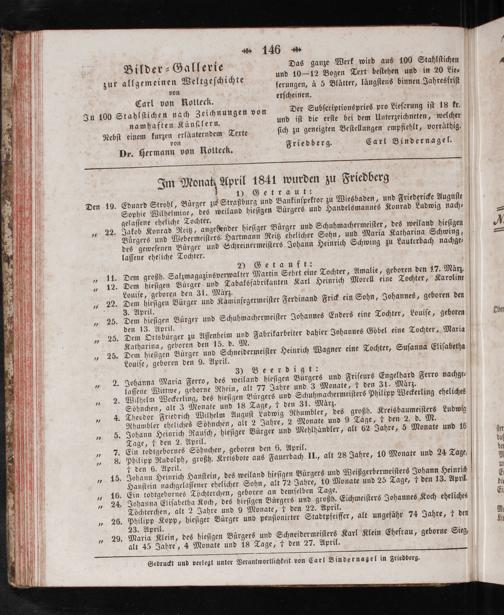 146
Bilder-Gallerie
zur allgemeinen Weltgeschichte
von
Carl von Rotteck.
In 100 Stahlstichen nach Zeichnungen von
namhaften Künstlern.
Nebst einem kurzen erläuterndem Texte
von
Dr. Hermann von Rotteck.
Das ganze Werk wird aus 100 Stahlstichen
und 10—12 Bogen Text bestehen und in 20 Lie-
ferungen, à 5 Blätter, längstens binnen Jahresfrist
erscheinen.
Der Subscriptionspreis pro Lieferung ist 18 kr.
und ist die erste bei dem Unterzeichneten, welcher
sich zu geneigten Bestellungen empfiehlt, vorräthig.
Friedberg. Carl Bindernagel.
Im Monat April 1841 wurden zu Friedberg
1) Getraut:
Den 19. Eduard Strohl, Bürger zu Straßburg und Bankinspektor zu Wiesbaden, und Friedericke Auguste
Sophie Wilhelmine, des weiland hiesigen Bürgers und Handelsmannes Konrad Ludwig nach-
gelassene eheliche Tochter.
„ 22. Jakob Konrad Reitz, angehender hiesiger Bürger und Schuhmachermeister, des weiland hiesigen
Bürgers und Webermeisters Hartmann Reitz ehelicher Sohn, und Maria Katharina Schwing,
des gewesenen Bürger und Schreinermeisters Johann Heinrich Schwing zu Lauterbach nachge-
lassene eheliche Tochter.
2) Getauft:
„ 11. Dem großh. Salzmagazinsverwalter Martin Sehrt eine Tochter, Amalie, geboren den 17. März.
„ 12. Dem hiesigen Bürger und Tabaksfabrikanten Karl Heinrich Morell eine Tochter, Karoline
Louise, geboren den 31. März.
„ 22. Dem hiesigen Bürger und Kaminfegermeister Ferdinand Frick ein Sohn, Johannes, geboren den
3. April.
„ 25. Dem hiesigen Bürger und Schuhmachermeister Johannes Enders eine Tochter, Louise, geboren
den 13. April.
„ 25. Dem Ortsbürger zu Assenheim und Fabrikarbeiter dahier Johannes Göbel eine Tochter, Maria
Katharina, geboren den 15. d. M.
„ 25. Dem hiesigen Bürger und Schneidermeister Heinrich Wagner eine Tochter, Susanna Elisabetha
Louise, geboren den 9. April.
3) Beerdigt:
„ 2. Johanna Maria Ferro, des weiland hiesigen Bürgers und Friseurs Engelhard Ferro nachge-
lassene Wittwe, geborne Rhein, alt 77 Jahre und 3 Monate, † den 31. März.
„ 2. Wilhelm Weckerling, des hiesigen Bürgers und Schuhmachermeisters Philipp Weckerling eheliches
Söhnchen, alt 3 Monate und 18 Tage, † den 31. März.
„ 4. Theodor Friedrich Wilhelm August Ludwig Rhumbler, des großh. Kreisbaumeisters Ludwig
Rhumbler eheliches Söhnchen, alt 2 Jahre, 2 Monate und 9 Tage, † den 2. d. M.
„ 5. Johann Heinrich Rausch, hiesiger Bürger und Mehlhändler, alt 62 Jahre, 5 Monate und 16
Tage, † den 2. April.
„ 7. Ein todtgebornes Söhncher, geboren den 6. April.
„ 8. Philipp Rudolph, großh. Kreisbote aus Fauerbach II., alt 28 Jahre, 10 Monate und 24 Tage,
† den 6. April.
„ 15. Johann Heinrich Hanstein, des weiland hiesigen Bürgers und Weißgerbermeisters Johann Heinrich
Hanstein nachgelassener ehelicher Sohn, alt 72 Jahre, 10 Monate und 25 Tage, † den 13. April
„ 16. Ein todtgebornes Töchterchen, geboren an demselben Tage.
„ 24. Johanna Elisabetha Koch, des hiesigen Bürgers und großh. Eichmeisters Johannes Koch eheliches
Töchterchen, alt 2 Jahre und 9 Monate, † den 22. April.
„ 26. Philipp Kopp, hiesiger Bürger und pensionirter Stadtpfeiffer, alt ungefähr 74 Jahre, † den
23. April.
„ 29. Maria Klein, des hiesigen Bürgers und Schneidermeisters Karl Klein Ehefrau, geborne Sieg,
alt 45 Jahre, 4 Monate und 18 Tage, † den 27. April.
Gedruckt und verlegt unter Verantwortlichkeit von Carl Bindernagel in Friedberg.